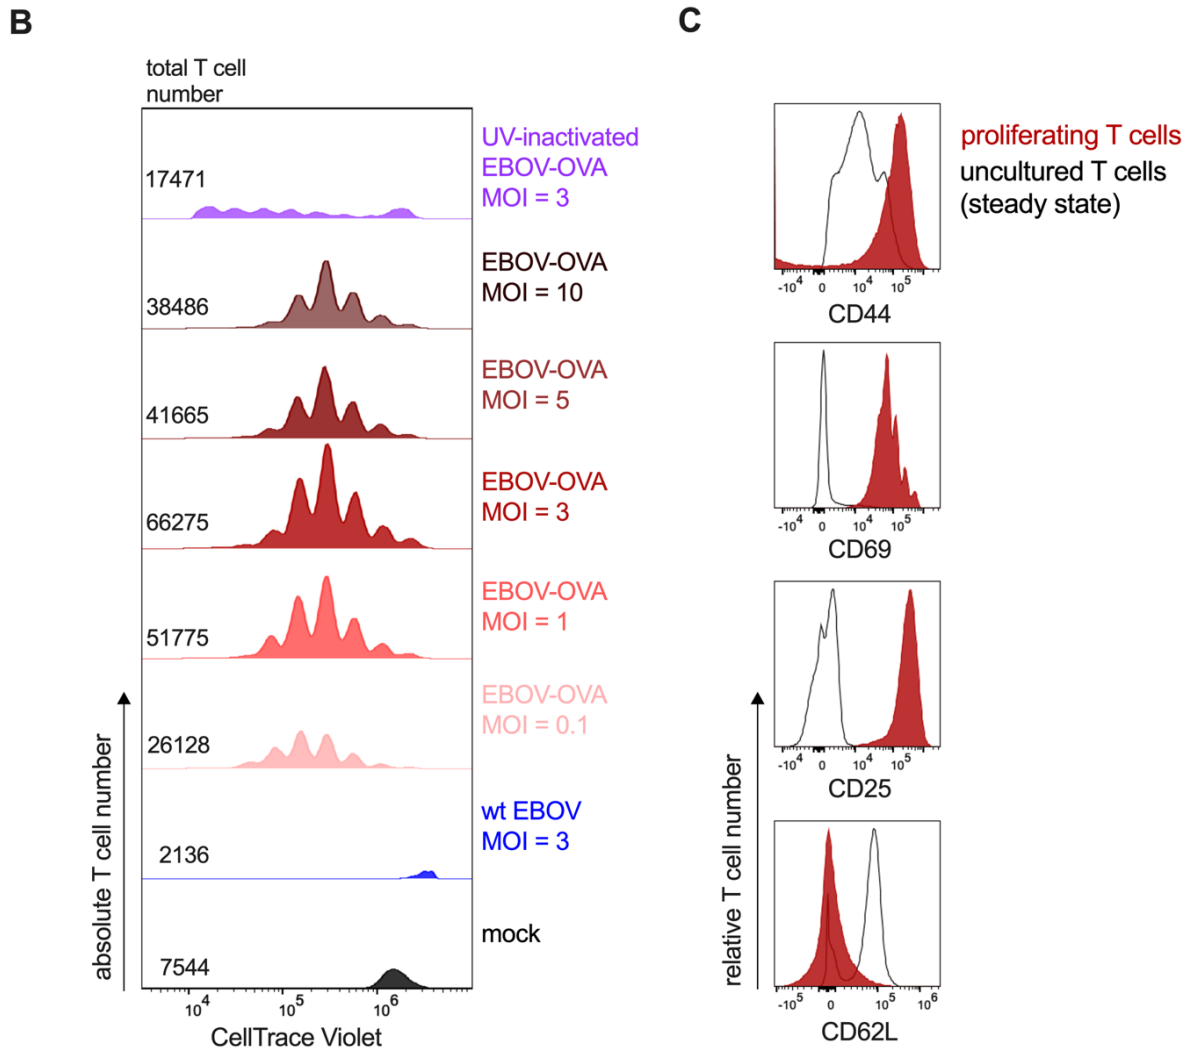 B
total T cell
number
17471
UV-inactivated
EBOV-OVA
MOI = 3
38486
EBOV-OVA
MOI = 10
41665
EBOV-OVA
MOI = 5
66275
EBOV-OVA
MOI = 3
51775
EBOV-OVA
MOI = 1
26128
EBOV-OVA
MOI = 0.1
2136
wt EBOV
MOI = 3
7544
mock
absolute T cell number
10⁴ 10⁵ 10⁶
CellTrace Violet
C
proliferating T cells
uncultured T cells
(steady state)
-10⁴ 0 10⁴ 10⁵
CD44
-10⁴ 0 10⁴ 10⁵
CD69
-10⁴ 0 10⁴ 10⁵
CD25
relative T cell number
-10⁵ 0 10⁵ 10⁶
CD62L